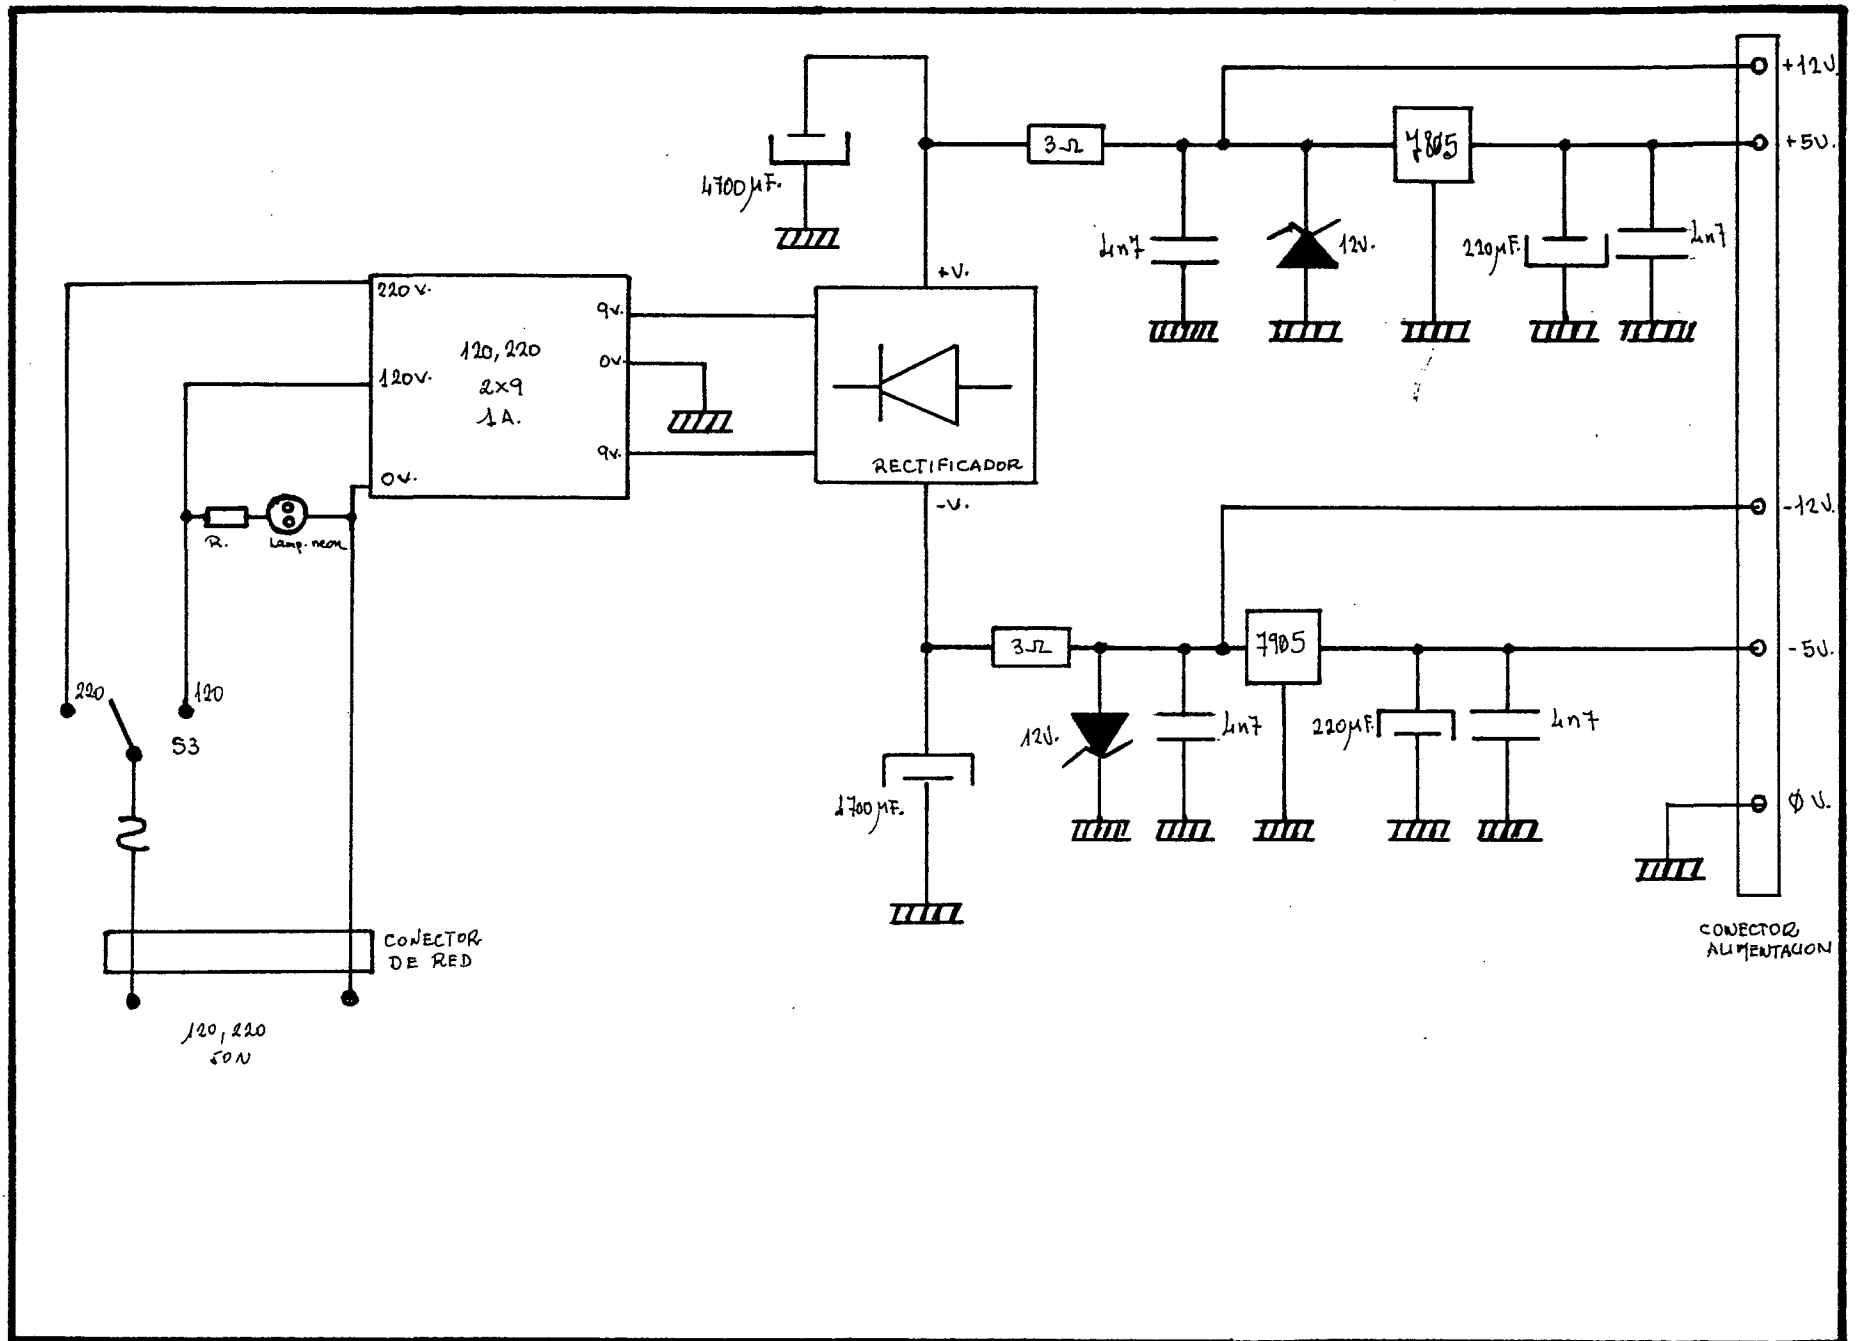 +12V.
+5V.
3Ω
7805
4700µF.
4n7
12V.
220µF.
4n7
+V.
220V.
9V.
120,220
2x9
1A.
0V.
120V.
9V.
0V.
RECTIFICADOR
-V.
-12V.
R.
Lamp. neon
3Ω
7905
-5V.
220
120
S3
12V.
4n7
220µF.
4n7
4700µF.
Ø V.
CONECTOR
DE RED
CONECTOR
ALIMENTACION
120,220